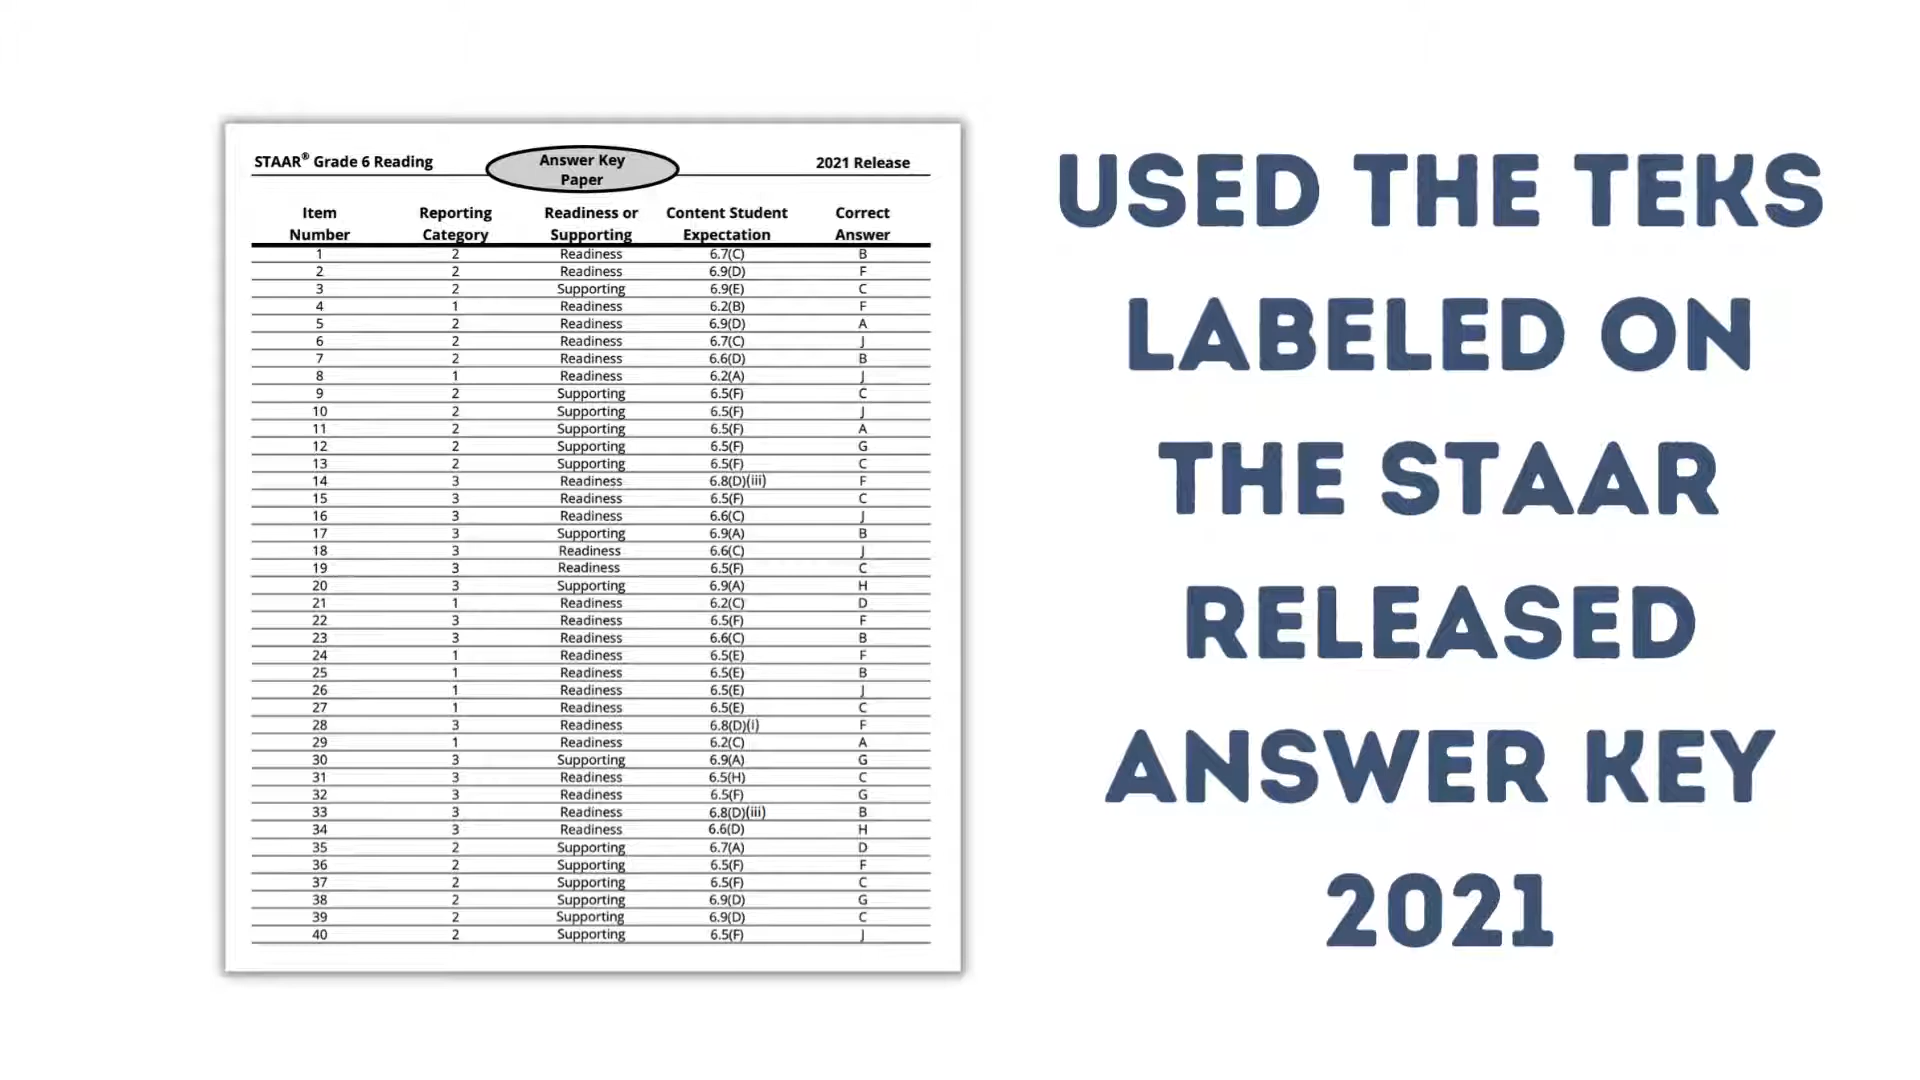 STAAR® Grade 6 Reading Answer Key Paper 2021 Release
Item Number Reporting Category Readiness or Supporting Content Student Expectation Correct Answer
1 2 Readiness 6.7(C) B
2 2 Readiness 6.9(D) F
3 2 Supporting 6.9(E) C
4 1 Readiness 6.2(B) F
5 2 Readiness 6.9(D) A
6 2 Readiness 6.7(C) J
7 2 Readiness 6.6(D) B
8 1 Readiness 6.2(A) J
9 2 Supporting 6.5(F) C
10 2 Supporting 6.5(F) J
11 2 Supporting 6.5(F) A
12 2 Supporting 6.5(F) G
13 2 Supporting 6.5(F) C
14 3 Readiness 6.8(D)(iii) F
15 3 Readiness 6.5(F) C
16 3 Readiness 6.6(C) J
17 3 Supporting 6.9(A) B
18 3 Readiness 6.6(C) J
19 3 Readiness 6.5(F) C
20 3 Supporting 6.9(A) H
21 1 Readiness 6.2(C) D
22 3 Readiness 6.5(F) F
23 3 Readiness 6.6(C) B
24 1 Readiness 6.5(E) F
25 1 Readiness 6.5(E) B
26 1 Readiness 6.5(E) J
27 1 Readiness 6.5(E) C
28 3 Readiness 6.8(D)(i) F
29 1 Readiness 6.2(C) A
30 3 Supporting 6.9(A) G
31 3 Readiness 6.5(H) C
32 3 Readiness 6.5(F) G
33 3 Readiness 6.8(D)(iii) B
34 3 Readiness 6.6(D) H
35 2 Supporting 6.7(A) D
36 2 Supporting 6.5(F) F
37 2 Supporting 6.5(F) C
38 2 Supporting 6.9(D) G
39 2 Supporting 6.9(D) C
40 2 Supporting 6.5(F) J
USED THE TEKS
LABELED ON
THE STAAR
RELEASED
ANSWER KEY
2021